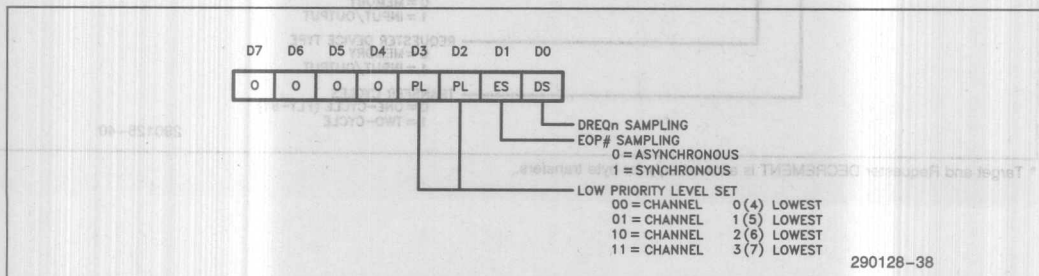 D7 D6 D5 D4 D3 D2 D1 D0
0 0 0 0 PL PL ES DS
DREQn SAMPLING
EOP# SAMPLING
0 = ASYNCHRONOUS
1 = SYNCHRONOUS
LOW PRIORITY LEVEL SET
00 = CHANNEL 0 (4) LOWEST
01 = CHANNEL 1 (5) LOWEST
10 = CHANNEL 2 (6) LOWEST
11 = CHANNEL 3 (7) LOWEST
290128-38